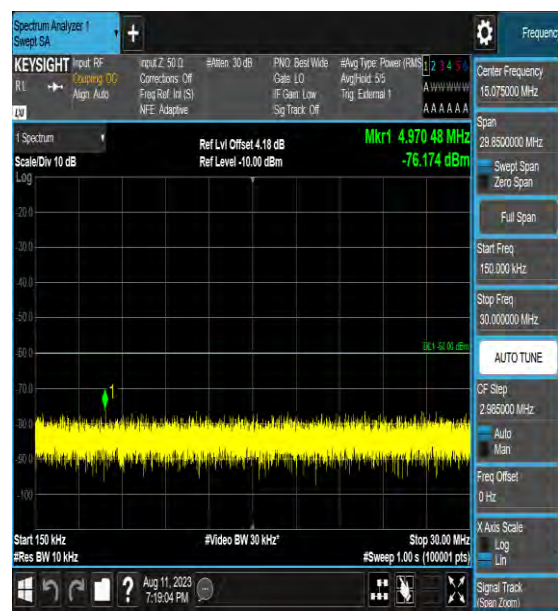 Spectrum Analyzer 1
Swept SA
+
Frequenc
KEYSIGHT
Input: RF
Coupling: DC
Align: Auto
Input Z: 50 Ω
Corrections: Off
Freq Ref: Int (S)
NFE: Adaptive
#Atten: 30 dB
PNO: Best Wide
Gate: LO
IF Gain: Low
Sig Track: Off
#Avg Type: Power (RMS
Avg|Hold: 5/5
Trig: External 1
1 2 3 4 5 6
A W W W W W
A A A A A A
RL
LW
1 Spectrum
Scale/Div 10 dB
Log
Ref Lvl Offset 4.18 dB
Ref Level -10.00 dBm
Mkr1 4.970 48 MHz
-76.174 dBm
-20.0
-30.0
-40.0
-50.0
-60.0
-70.0
-80.0
-90.0
-100
DL1 -60.00 dBm
1
Start 150 kHz
#Res BW 10 kHz
#Video BW 30 kHz*
Stop 30.00 MHz
#Sweep 1.00 s (100001 pts)
Center Frequency
15.075000 MHz
Span
29.8500000 MHz
Swept Span
Zero Span
Full Span
Start Freq
150.000 kHz
Stop Freq
30.000000 MHz
AUTO TUNE
CF Step
2.985000 MHz
Auto
Man
Freq Offset
0 Hz
X Axis Scale
Log
Lin
Signal Track
(Span Zoom)
?
Aug 11, 2023
7:19:04 PM